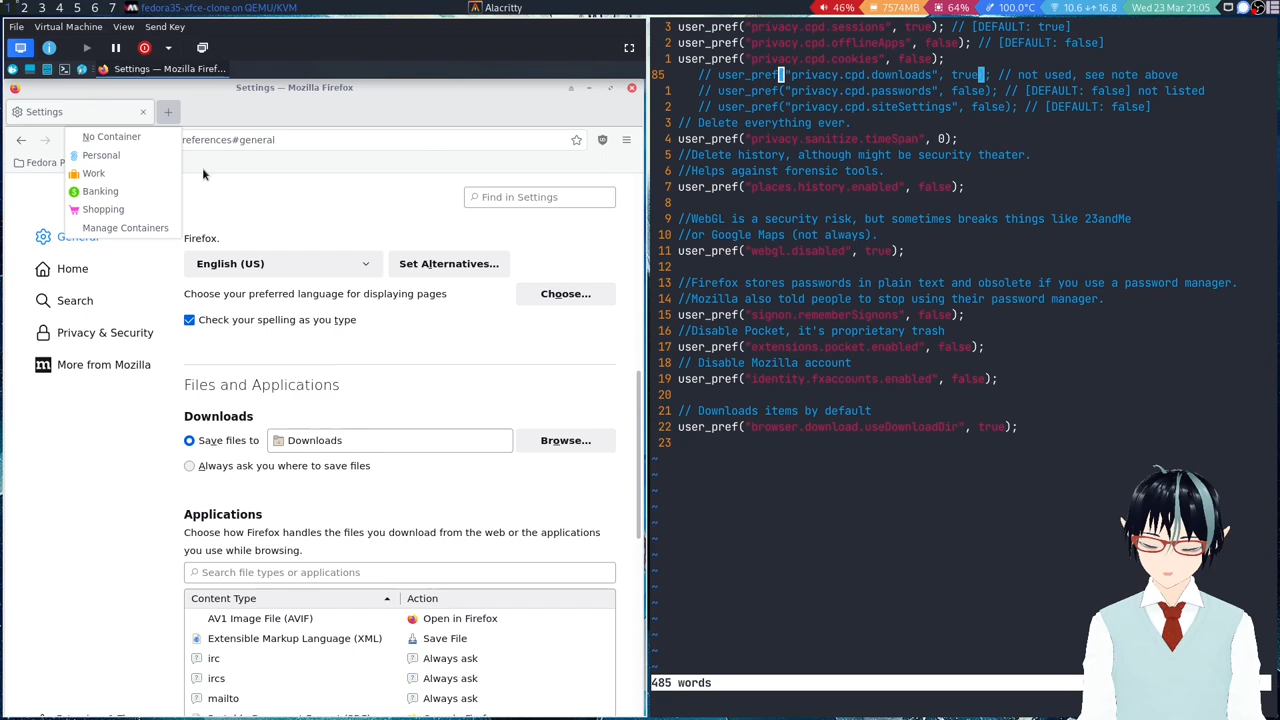 1 2 3 4 6 7 fedora35-xfce-clone on QEMU/KVM
Alacritty
46% 7574MB 64% 100.0°C 10.6 ↔ 16.8 Wed 23 Mar 21:05
File Virtual Machine View Send Key
Settings — Mozilla Firef...
Settings — Mozilla Firefox
Settings
references#general
Fedora P
No Container
Personal
Work
Banking
Shopping
Manage Containers
Find in Settings
General
Home
Search
Privacy & Security
More from Mozilla
Firefox.
English (US)
Set Alternatives...
Choose your preferred language for displaying pages
Choose...
Check your spelling as you type
Files and Applications
Downloads
Save files to
Downloads
Browse...
Always ask you where to save files
Applications
Choose how Firefox handles the files you download from the web or the applications
you use while browsing.
Search file types or applications
Content Type
Action
AV1 Image File (AVIF)
Open in Firefox
Extensible Markup Language (XML)
Save File
irc
Always ask
ircs
Always ask
mailto
Always ask
3 user_pref("privacy.cpd.sessions", true); // [DEFAULT: true]
2 user_pref("privacy.cpd.offlineApps", false); // [DEFAULT: false]
1 user_pref("privacy.cpd.cookies", false);
85 // user_pref("privacy.cpd.downloads", true); // not used, see note above
1 // user_pref("privacy.cpd.passwords", false); // [DEFAULT: false] not listed
2 // user_pref("privacy.cpd.siteSettings", false); // [DEFAULT: false]
3 // Delete everything ever.
4 user_pref("privacy.sanitize.timeSpan", 0);
5 //Delete history, although might be security theater.
6 //Helps against forensic tools.
7 user_pref("places.history.enabled", false);
8
9 //WebGL is a security risk, but sometimes breaks things like 23andMe
10 //or Google Maps (not always).
11 user_pref("webgl.disabled", true);
12
13 //Firefox stores passwords in plain text and obsolete if you use a password manager.
14 //Mozilla also told people to stop using their password manager.
15 user_pref("signon.rememberSignons", false);
16 //Disable Pocket, it's proprietary trash
17 user_pref("extensions.pocket.enabled", false);
18 // Disable Mozilla account
19 user_pref("identity.fxaccounts.enabled", false);
20
21 // Downloads items by default
22 user_pref("browser.download.useDownloadDir", true);
23
485 words